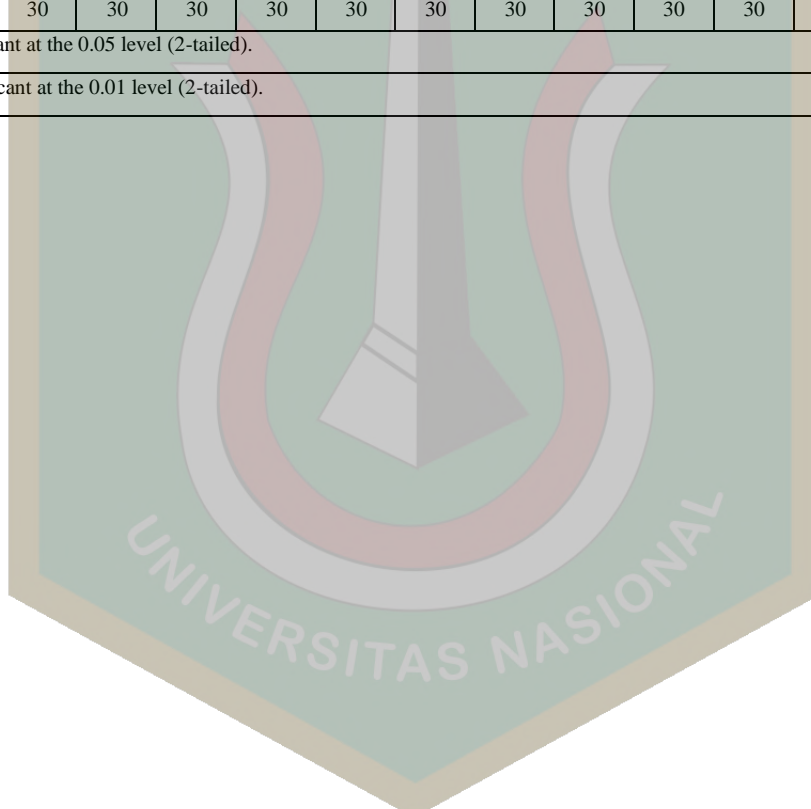 30 30 30 30 30 30 30 30 30 30
ant at the 0.05 level (2-tailed).
cant at the 0.01 level (2-tailed).
UNIVERSITAS NASIONAL